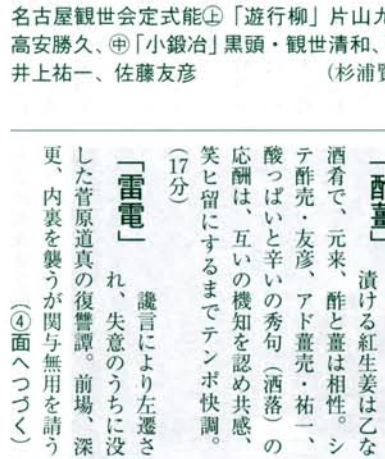 名古屋観世会定式能㊤「遊行柳」片山九
高安勝久、㊥「小鍛冶」黒頭・観世清和、
井上祐一、佐藤友彦　（杉浦賢
「酢薑」　漬ける紅生姜は乙な
酒肴で、元来、酢と薑は相性。シ
テ酢売・友彦、アド薑売・祐一、
酸っぱいと辛いの秀句（洒落）の
応酬は、互いの機知を認め共感、
笑ヒ留にするまでテンポ快調。
（17分）
「雷電」　讒言により左遷さ
れ、失意のうちに没
した菅原道真の復讐譚。前場、深
更、内裏を襲うが関与無用を請う
（④面へつづく）